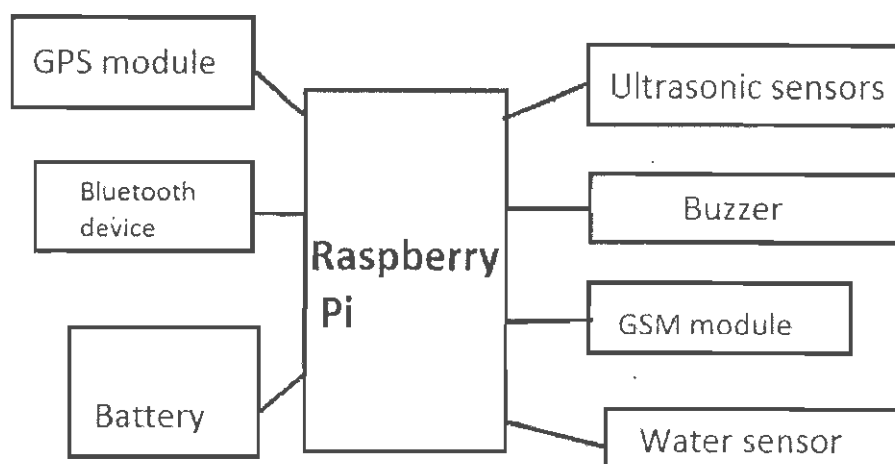 GPS module
Bluetooth
device
Battery
Raspberry
Pi
Ultrasonic sensors
Buzzer
GSM module
Water sensor